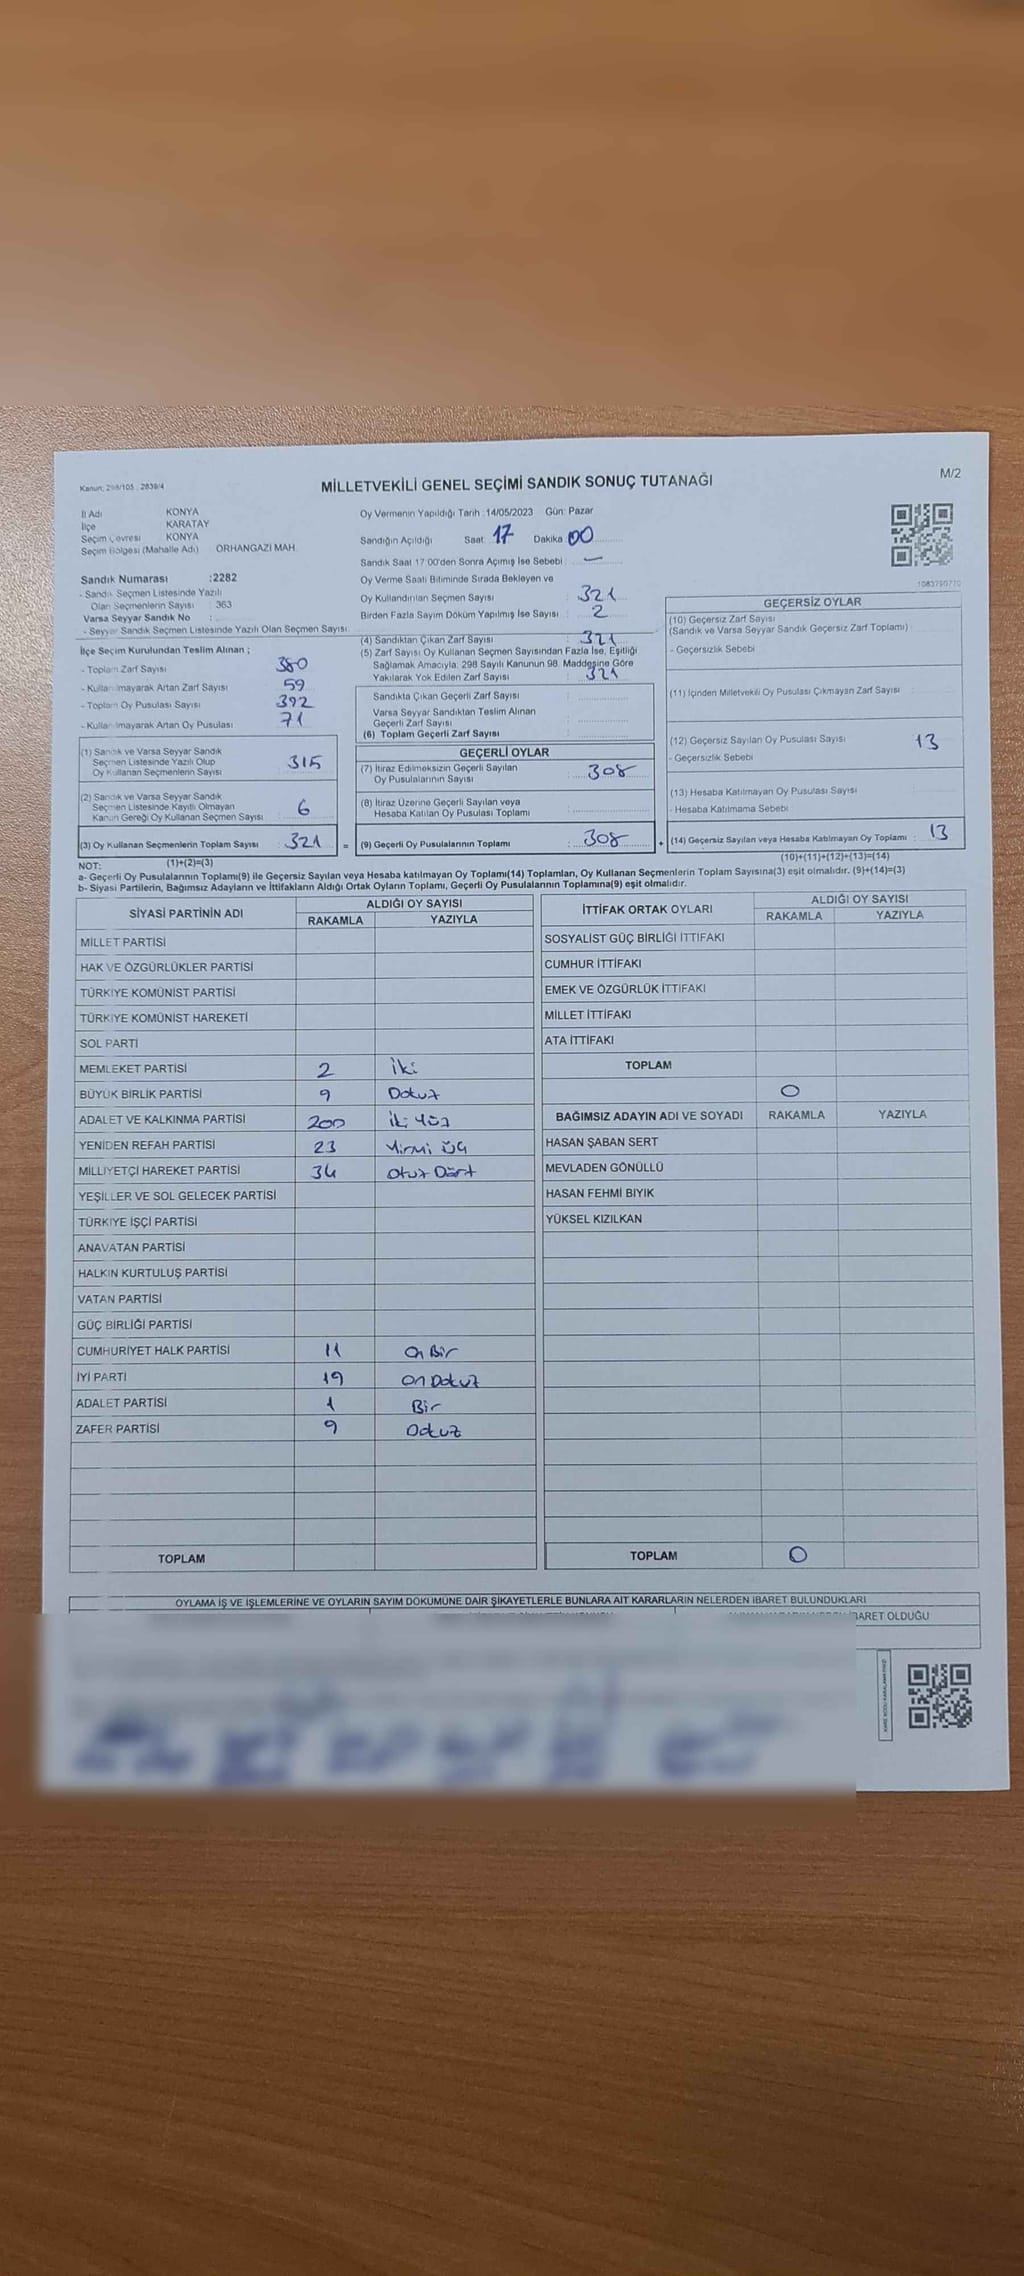 M/2
Kanun: 298/105 : 2839/4
MİLLETVEKİLİ GENEL SEÇİMİ SANDIK SONUÇ TUTANAĞI
İl Adı KONYA
İlçe KARATAY
Seçim Çevresi KONYA
Seçim Bölgesi (Mahalle Adı) ORHANGAZİ MAH.
Sandık Numarası :2282
- Sandık Seçmen Listesinde Yazılı
Olan Seçmenlerin Sayısı : 363
Varsa Seyyar Sandık No
- Seyyar Sandık Seçmen Listesinde Yazılı Olan Seçmen Sayısı:
Oy Vermenin Yapıldığı Tarih :14/05/2023 Gün: Pazar
Sandığın Açıldığı Saat: 17 Dakika 00
Sandık Saat 17:00'den Sonra Açımış İse Sebebi : —
Oy Verme Saati Bitiminde Sırada Bekleyen ve
Oy Kullandırılan Seçmen Sayısı : 321
Birden Fazla Sayım Döküm Yapılmış İse Sayısı : 2
1083790770
İlçe Seçim Kurulundan Teslim Alınan ;
- Toplam Zarf Sayısı 380
- Kullanılmayarak Artan Zarf Sayısı 59
- Toplam Oy Pusulası Sayısı 392
- Kullanılmayarak Artan Oy Pusulası 71
(4) Sandıktan Çıkan Zarf Sayısı : 321
(5) Zarf Sayısı Oy Kullanan Seçmen Sayısından Fazla İse, Eşitliği
Sağlamak Amacıyla: 298 Sayılı Kanunun 98. Maddesine Göre
Yakılarak Yok Edilen Zarf Sayısı : 321
Sandıkta Çıkan Geçerli Zarf Sayısı :
Varsa Seyyar Sandıktan Teslim Alınan
Geçerli Zarf Sayısı :
(6) Toplam Geçerli Zarf Sayısı :
GEÇERSİZ OYLAR
(10) Geçersiz Zarf Sayısı
(Sandık ve Varsa Seyyar Sandık Geçersiz Zarf Toplamı) :
- Geçersizlik Sebebi
(11) İçinden Milletvekili Oy Pusulası Çıkmayan Zarf Sayısı :
(12) Geçersiz Sayılan Oy Pusulası Sayısı : 13
- Geçersizlik Sebebi
(13) Hesaba Katılmayan Oy Pusulası Sayısı :
- Hesaba Katılmama Sebebi :
(14) Geçersiz Sayılan veya Hesaba Katılmayan Oy Toplamı : 13
(10)+(11)+(12)+(13)=(14)
(1) Sandık ve Varsa Seyyar Sandık
Seçmen Listesinde Yazılı Olup
Oy Kullanan Seçmenlerin Sayısı : 315
(2) Sandık ve Varsa Seyyar Sandık
Seçmen Listesinde Kayıtlı Olmayan
Kanun Gereği Oy Kullanan Seçmen Sayısı : 6
(3) Oy Kullanan Seçmenlerin Toplam Sayısı : 321 =
(1)+(2)=(3)
GEÇERLİ OYLAR
(7) İtiraz Edilmeksizin Geçerli Sayılan
Oy Pusulalarının Sayısı : 308
(8) İtiraz Üzerine Geçerli Sayılan veya
Hesaba Katılan Oy Pusulası Toplamı :
(9) Geçerli Oy Pusulalarının Toplamı : 308 +
NOT:
a- Geçerli Oy Pusulalarının Toplamı(9) ile Geçersiz Sayılan veya Hesaba katılmayan Oy Toplamı(14) Toplamları, Oy Kullanan Seçmenlerin Toplam Sayısına(3) eşit olmalıdır. (9)+(14)=(3)
b- Siyasi Partilerin, Bağımsız Adayların ve İttifakların Aldığı Ortak Oyların Toplamı, Geçerli Oy Pusulalarının Toplamına(9) eşit olmalıdır.
SİYASİ PARTİNİN ADI ALDIĞI OY SAYISI
RAKAMLA YAZIYLA
MİLLET PARTİSİ
HAK VE ÖZGÜRLÜKLER PARTİSİ
TÜRKİYE KOMÜNİST PARTİSİ
TÜRKİYE KOMÜNİST HAREKETİ
SOL PARTİ
MEMLEKET PARTİSİ 2 İki
BÜYÜK BİRLİK PARTİSİ 9 Dokuz
ADALET VE KALKINMA PARTİSİ 200 İki Yüz
YENİDEN REFAH PARTİSİ 23 Yirmi Üç
MİLLİYETÇİ HAREKET PARTİSİ 34 Otuz Dört
YEŞİLLER VE SOL GELECEK PARTİSİ
TÜRKİYE İŞÇİ PARTİSİ
ANAVATAN PARTİSİ
HALKIN KURTULUŞ PARTİSİ
VATAN PARTİSİ
GÜÇ BİRLİĞİ PARTİSİ
CUMHURİYET HALK PARTİSİ 11 On Bir
İYİ PARTİ 19 On Dokuz
ADALET PARTİSİ 1 Bir
ZAFER PARTİSİ 9 Dokuz
TOPLAM
İTTİFAK ORTAK OYLARI ALDIĞI OY SAYISI
RAKAMLA YAZIYLA
SOSYALİST GÜÇ BİRLİĞİ İTTİFAKI
CUMHUR İTTİFAKI
EMEK VE ÖZGÜRLÜK İTTİFAKI
MİLLET İTTİFAKI
ATA İTTİFAKI
TOPLAM
0
BAĞIMSIZ ADAYIN ADI VE SOYADI RAKAMLA YAZIYLA
HASAN ŞABAN SERT
MEVLADEN GÖNÜLLÜ
HASAN FEHMİ BIYIK
YÜKSEL KIZILKAN
TOPLAM 0
OYLAMA İŞ VE İŞLEMLERİNE VE OYLARIN SAYIM DÖKÜMÜNE DAİR ŞİKAYETLERLE BUNLARA AİT KARARLARIN NELERDEN İBARET BULUNDUKLARI
İBARET OLDUĞU